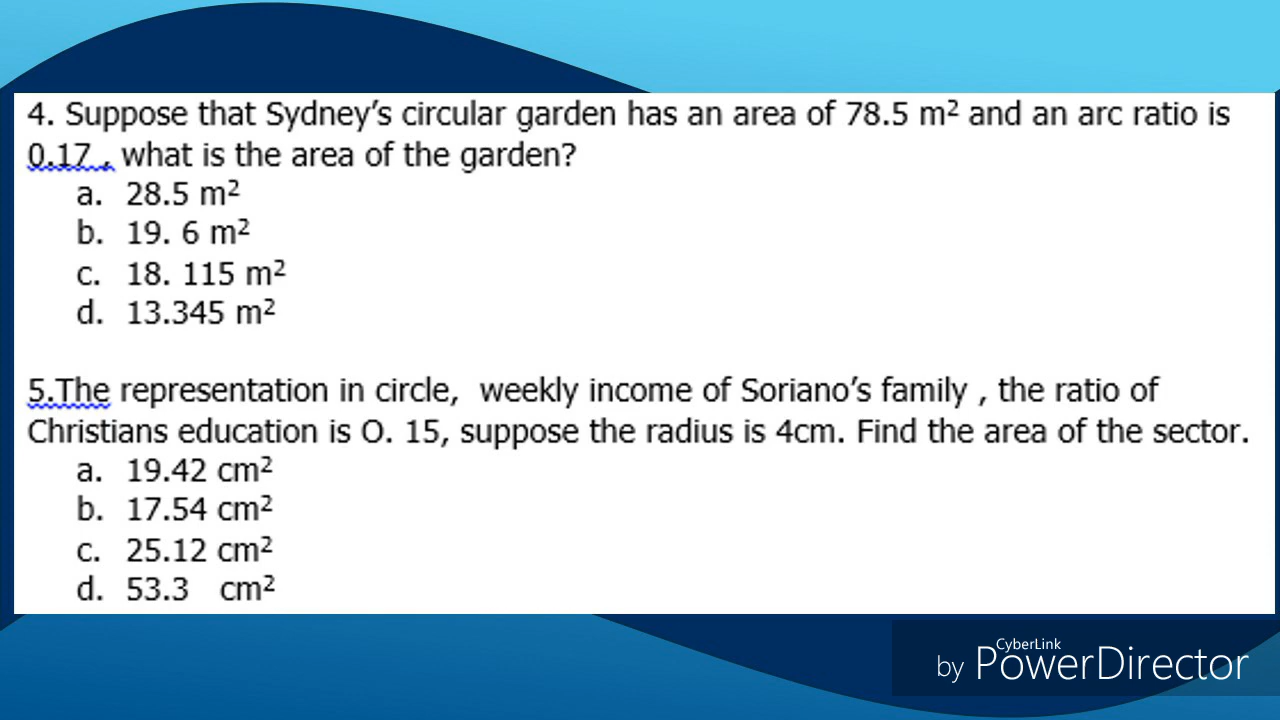 4. Suppose that Sydney's circular garden has an area of 78.5 m² and an arc ratio is
0.17 , what is the area of the garden?
a. 28.5 m²
b. 19. 6 m²
c. 18. 115 m²
d. 13.345 m²
5.The representation in circle, weekly income of Soriano's family , the ratio of
Christians education is O. 15, suppose the radius is 4cm. Find the area of the sector.
a. 19.42 cm²
b. 17.54 cm²
c. 25.12 cm²
d. 53.3 cm²
CyberLink
by PowerDirector